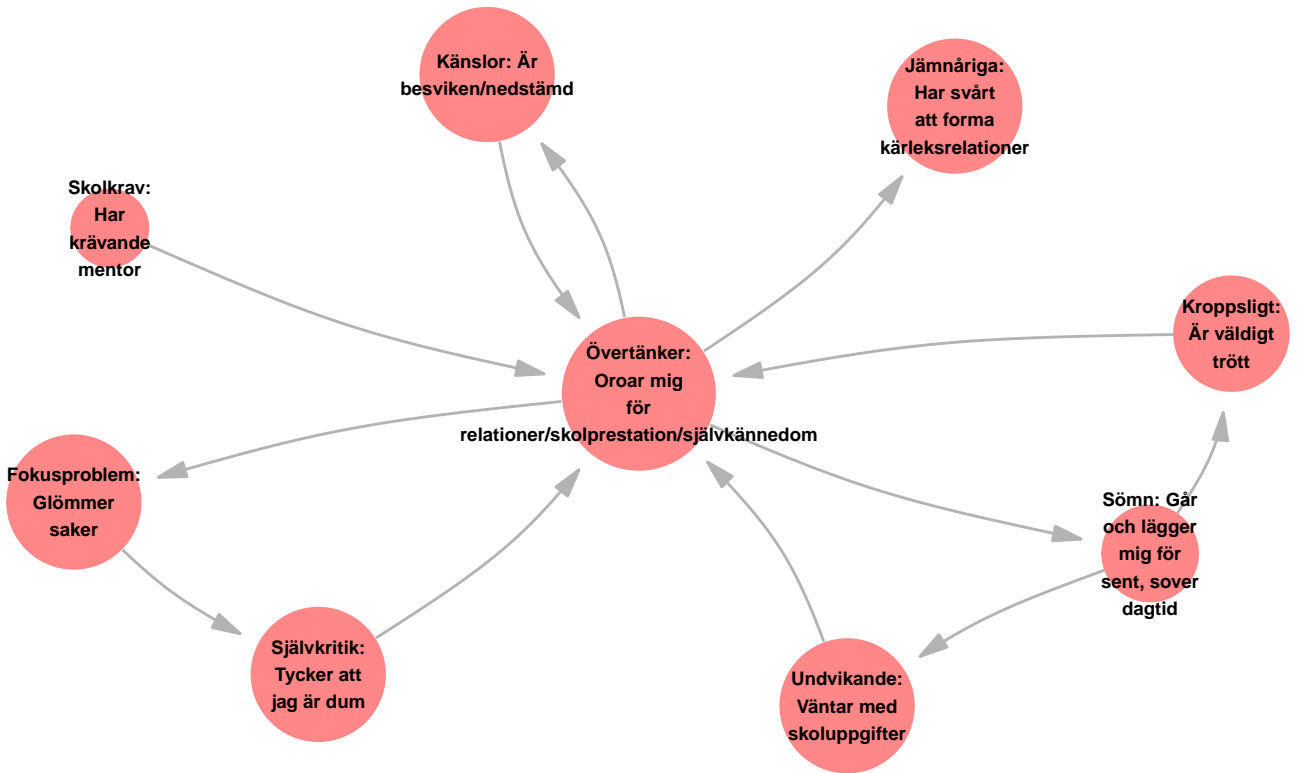 Känslor: Är
besviken/nedstämd
Jämnåriga:
Har svårt
att forma
kärleksrelationer
Skolkrav:
Har
krävande
mentor
Kroppsligt:
Är väldigt
trött
Övertänker:
Oroar mig
för
relationer/skolprestation/självkännedom
Fokusproblem:
Glömmer
saker
Sömn: Går
och lägger
mig för
sent, sover
dagtid
Självkritik:
Tycker att
jag är dum
Undvikande:
Väntar med
skoluppgifter